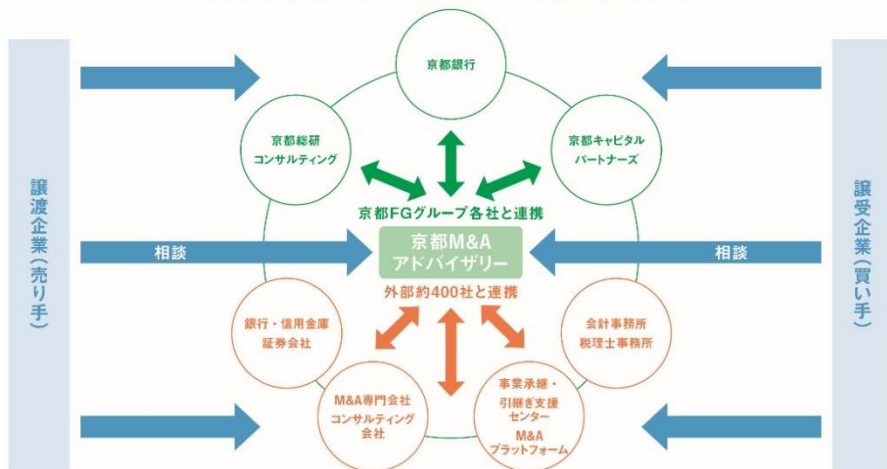 京都銀行
京都総研
コンサルティング
京都キャピタル
パートナーズ
京都FGグループ各社と連携
譲渡企業(売り手)
相談
京都M&A
アドバイザリー
相談
譲受企業(買い手)
外部約400社と連携
銀行・信用金庫
証券会社
会計事務所
税理士事務所
M&A専門会社
コンサルティング
会社
事業承継・
引継ぎ支援
センター
M&A
プラットフォーム